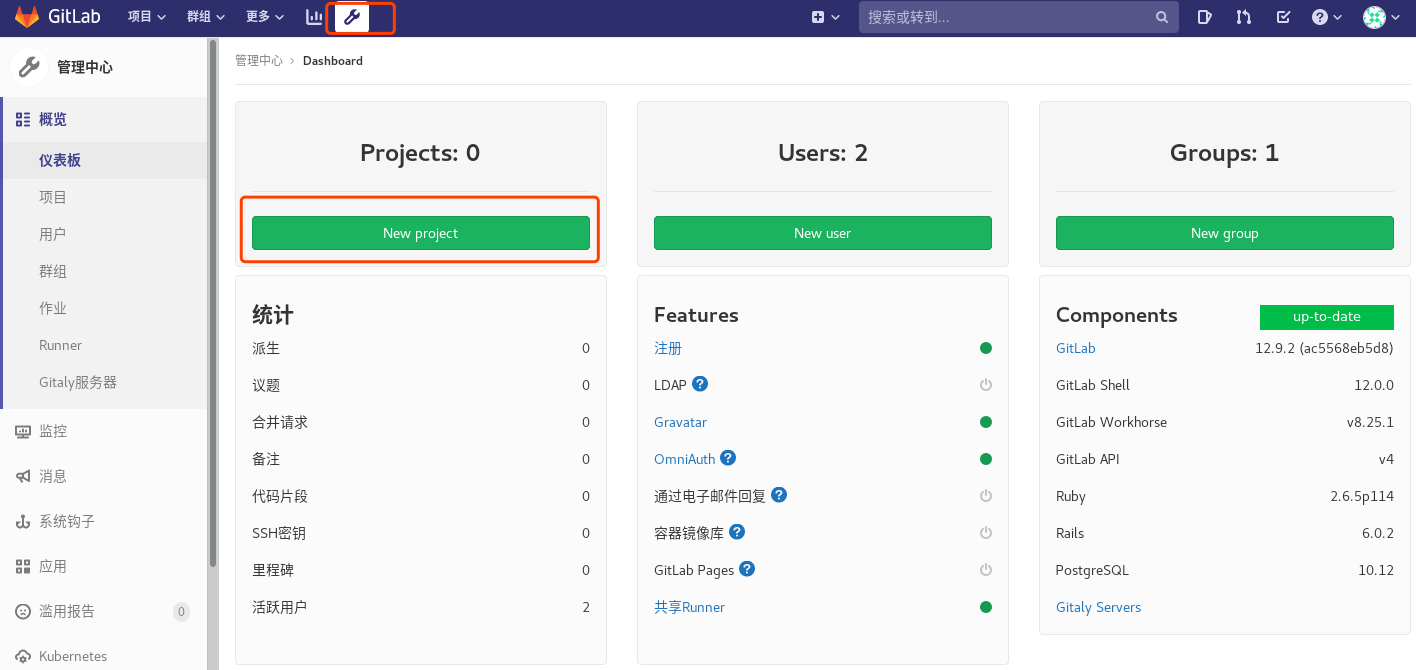 GitLab 项目 群组 更多 搜索或转到...
管理中心
概览
仪表板
项目
用户
群组
作业
Runner
Gitaly服务器
监控
消息
系统钩子
应用
滥用报告 0
Kubernetes
管理中心 › Dashboard
Projects: 0
New project
Users: 2
New user
Groups: 1
New group
统计
派生 0
议题 0
合并请求 0
备注 0
代码片段 0
SSH密钥 0
里程碑 0
活跃用户 2
Features
注册
LDAP
Gravatar
OmniAuth
通过电子邮件回复
容器镜像库
GitLab Pages
共享Runner
Components up-to-date
GitLab 12.9.2 (ac5568eb5d8)
GitLab Shell 12.0.0
GitLab Workhorse v8.25.1
GitLab API v4
Ruby 2.6.5p114
Rails 6.0.2
PostgreSQL 10.12
Gitaly Servers